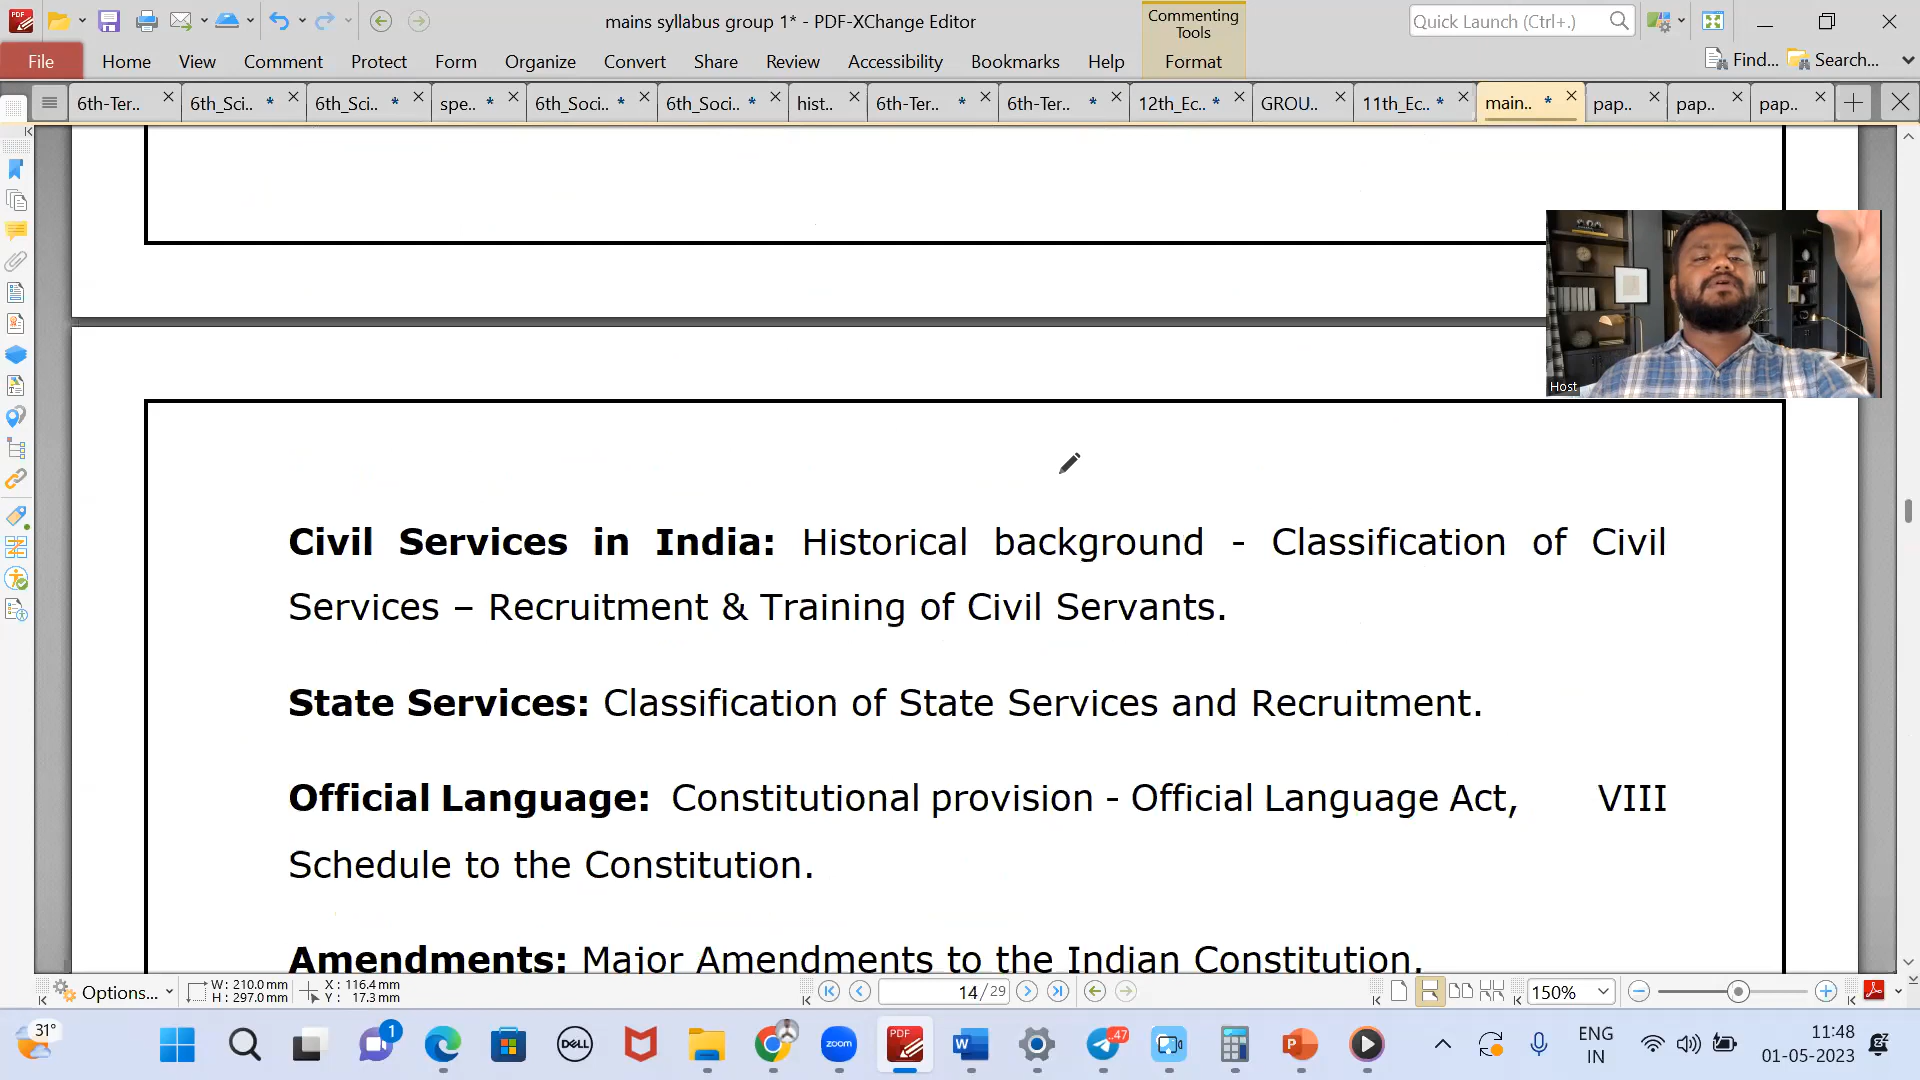 mains syllabus group 1* - PDF-XChange Editor
Commenting Tools
Quick Launch (Ctrl+.)
File Home View Comment Protect Form Organize Convert Share Review Accessibility Bookmarks Help Format Find... Search...
6th-Ter.. 6th_Sci.. * 6th_Sci.. * spe.. * 6th_Soci.. * 6th_Soci.. * hist.. 6th-Ter.. * 6th-Ter.. * 12th_Ec.. * GROU.. 11th_Ec.. * main.. * pap.. pap.. pap..
Host
Civil Services in India: Historical background - Classification of Civil
Services – Recruitment & Training of Civil Servants.
State Services: Classification of State Services and Recruitment.
Official Language: Constitutional provision - Official Language Act, VIII
Schedule to the Constitution.
Amendments: Major Amendments to the Indian Constitution.
Options... W: 210.0 mm X: 116.4 mm 14 / 29 150%
H: 297.0 mm Y: 17.3 mm
31° 1 DELL zoom PDF W 47 P ENG 11:48
IN 01-05-2023